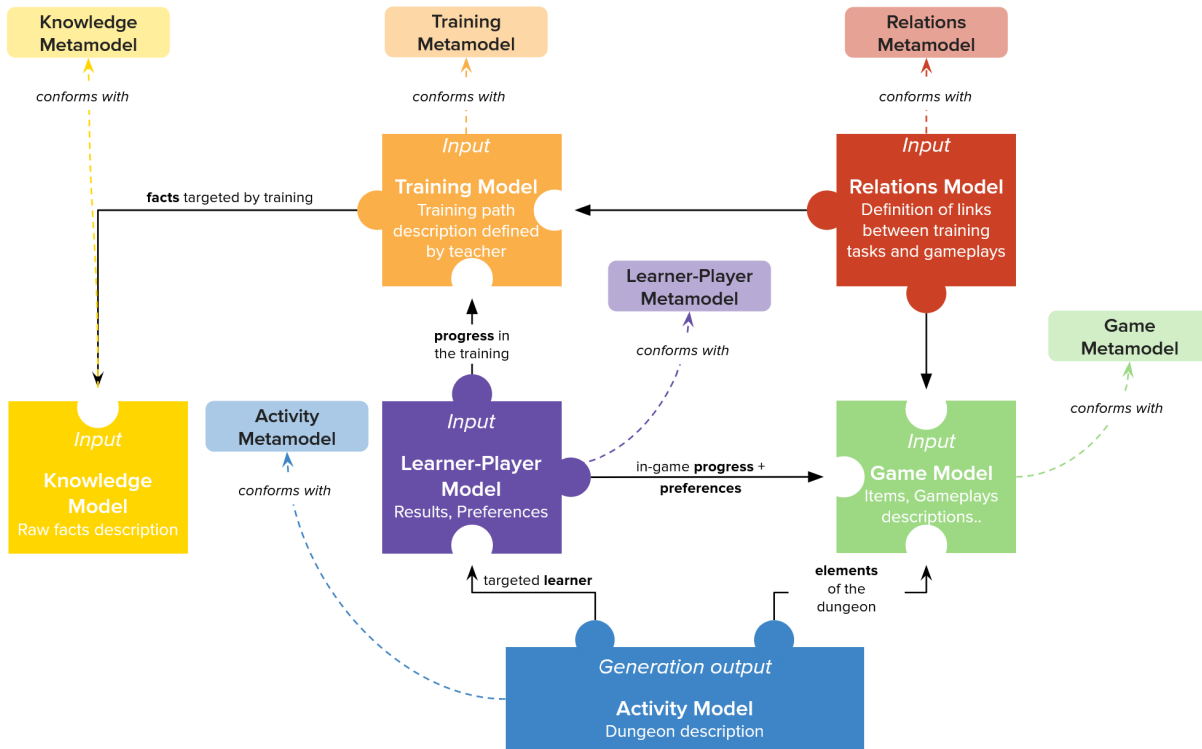 Knowledge
Metamodel
Training
Metamodel
Relations
Metamodel
conforms with
conforms with
conforms with
Input
Training Model
Training path
description defined
by teacher
Input
Relations Model
Definition of links
between training
tasks and gameplays
facts targeted by training
Learner-Player
Metamodel
Game
Metamodel
progress in
the training
conforms with
conforms with
Activity
Metamodel
conforms with
Input
Knowledge
Model
Raw facts description
Input
Learner-Player
Model
Results, Preferences
in-game progress +
preferences
Input
Game Model
Items, Gameplays
descriptions..
targeted learner
elements
of the
dungeon
Generation output
Activity Model
Dungeon description